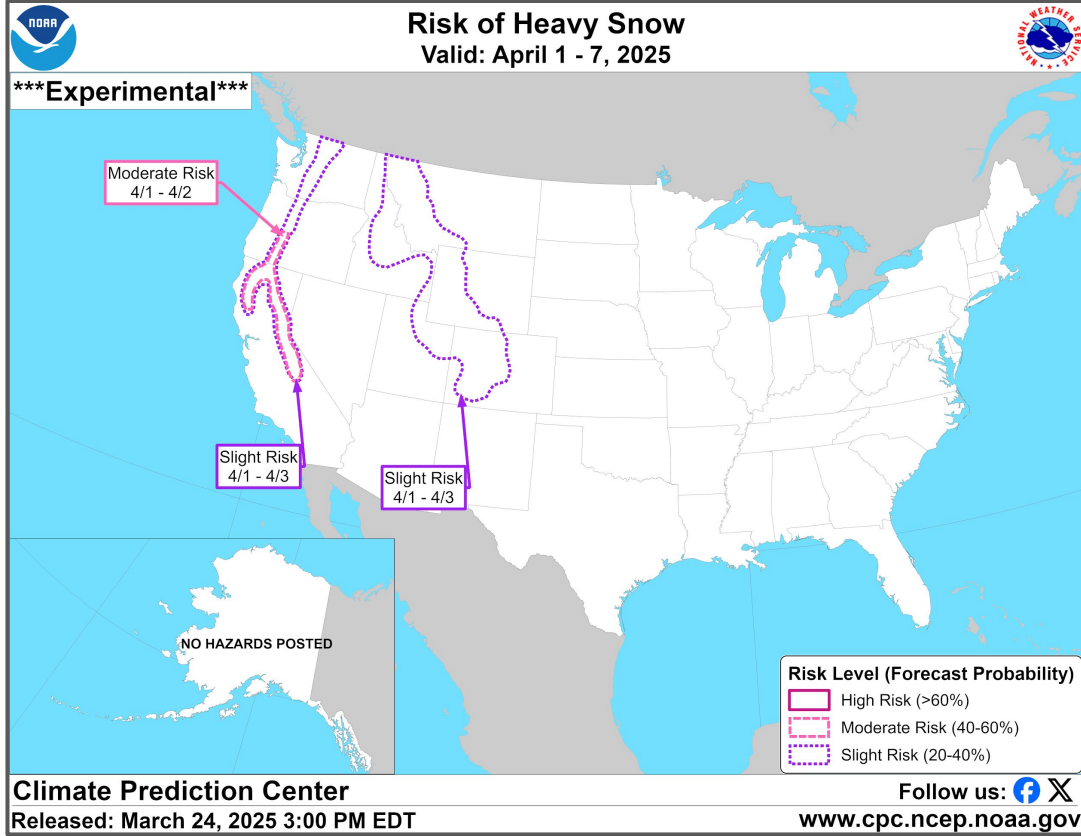 NOAA
Risk of Heavy Snow
Valid: April 1 - 7, 2025
NATIONAL WEATHER SERVICE
***Experimental***
Moderate Risk
4/1 - 4/2
Slight Risk
4/1 - 4/3
Slight Risk
4/1 - 4/3
NO HAZARDS POSTED
Risk Level (Forecast Probability)
High Risk (>60%)
Moderate Risk (40-60%)
Slight Risk (20-40%)
Climate Prediction Center
Follow us:
Released: March 24, 2025 3:00 PM EDT
www.cpc.ncep.noaa.gov